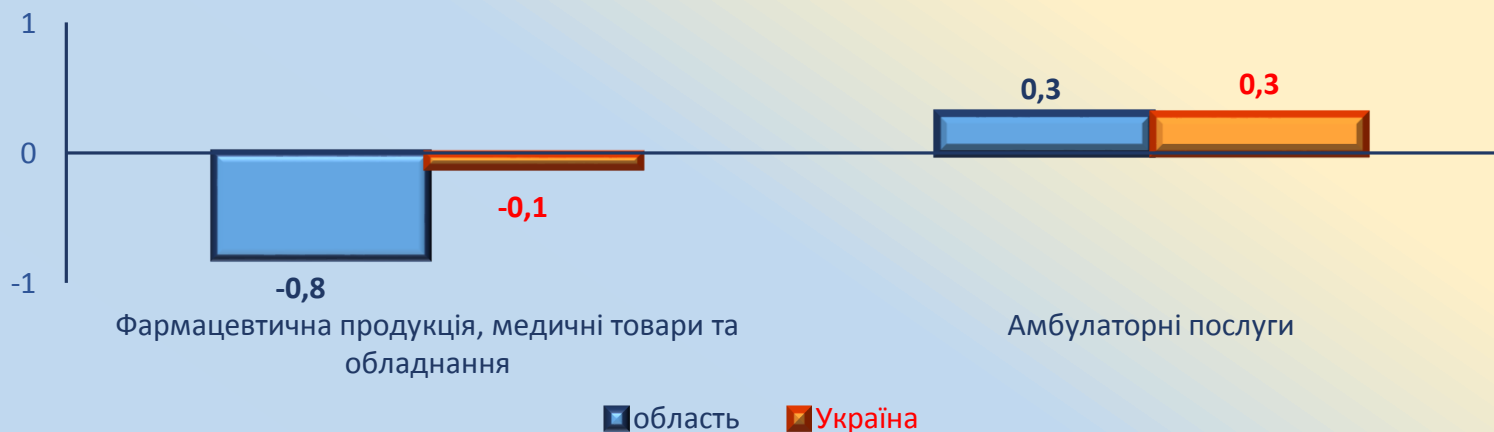 1
0
-1
-0,8
-0,1
0,3
0,3
Фармацевтична продукція, медичні товари та
обладнання
Амбулаторні послуги
область
Україна